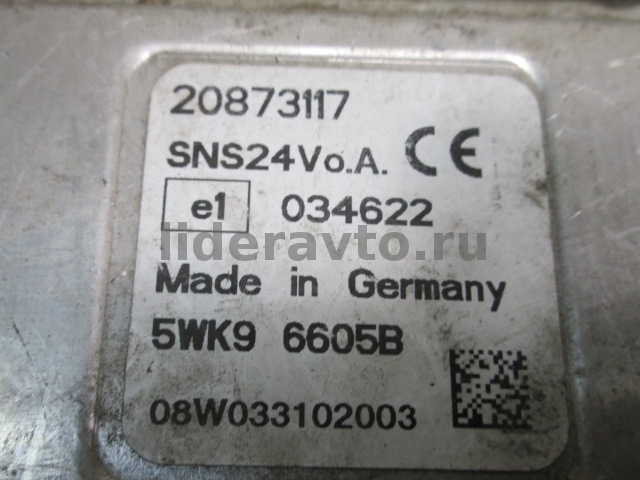 20873117
SNS24Vo.A. CE
e1 034622
lideravto.ru
Made in Germany
5WK9 6605B
08W033102003